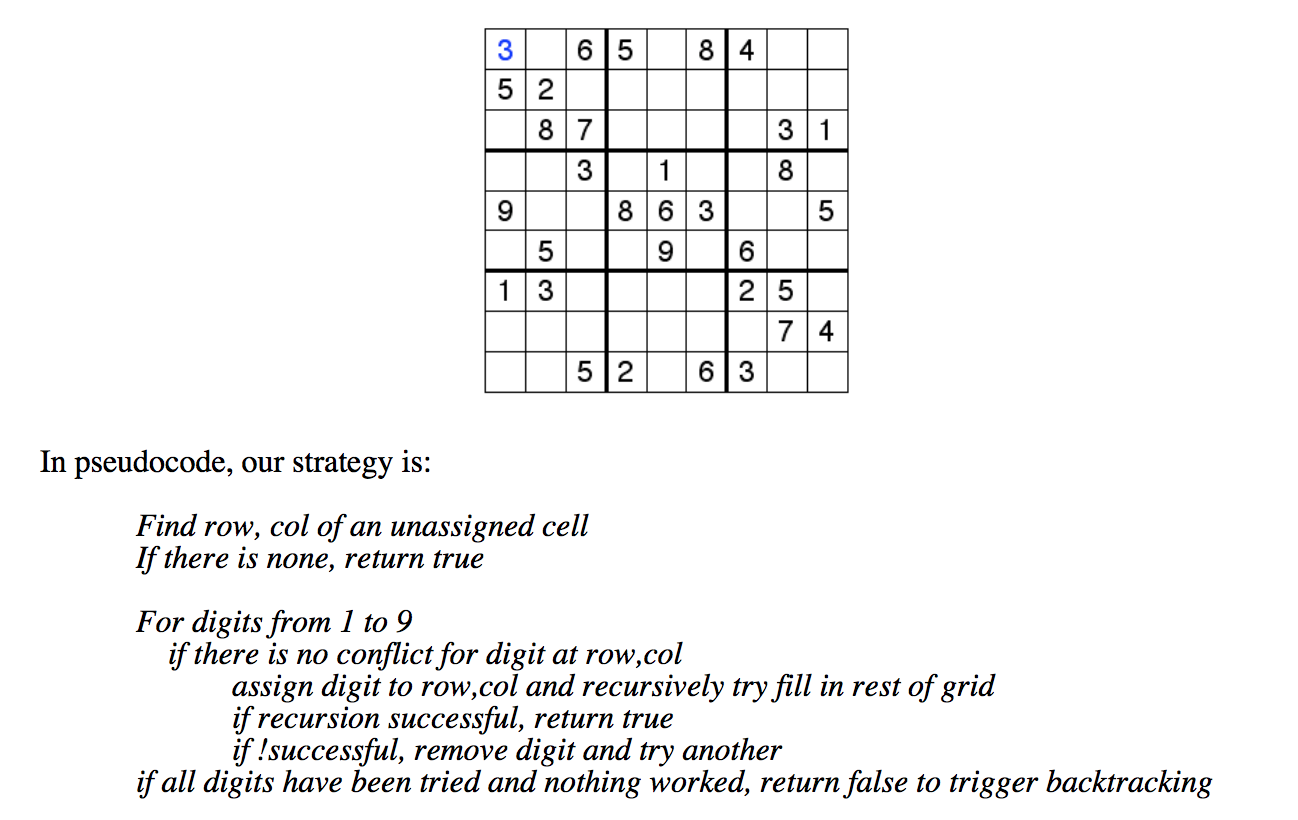 3 6 5 8 4
5 2
8 7 3 1
3 1 8
9 8 6 3 5
5 9 6
1 3 2 5
7 4
5 2 6 3
In pseudocode, our strategy is:
Find row, col of an unassigned cell
If there is none, return true
For digits from 1 to 9
if there is no conflict for digit at row,col
assign digit to row,col and recursively try fill in rest of grid
if recursion successful, return true
if !successful, remove digit and try another
if all digits have been tried and nothing worked, return false to trigger backtracking